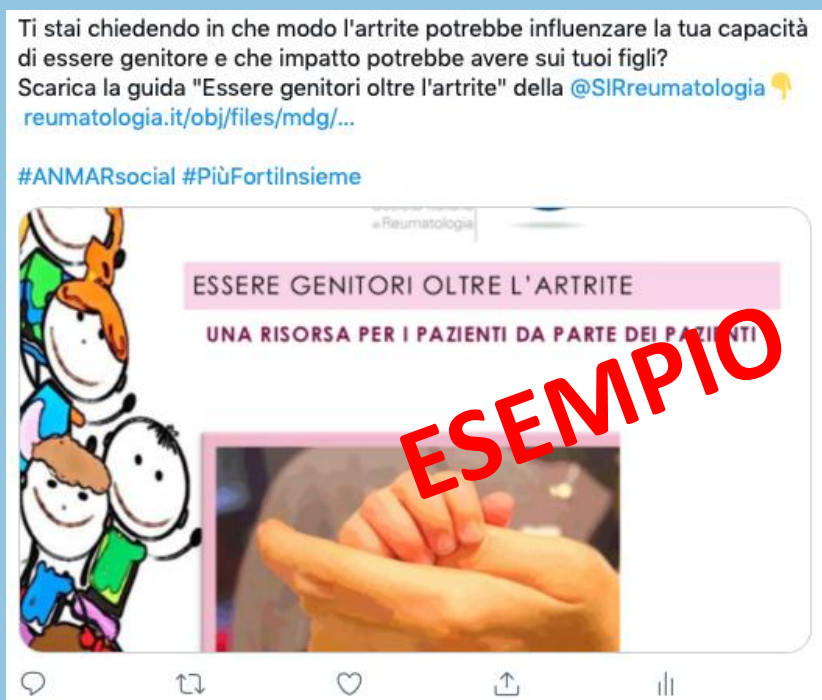 Ti stai chiedendo in che modo l'artrite potrebbe influenzare la tua capacità
di essere genitore e che impatto potrebbe avere sui tuoi figli?
Scarica la guida "Essere genitori oltre l'artrite" della @SIRreumatologia 👇
reumatologia.it/obj/files/mdg/...
#ANMARsocial #PiùFortiInsieme
Reumatologia
ESSERE GENITORI OLTRE L'ARTRITE
UNA RISORSA PER I PAZIENTI DA PARTE DEI PAZIENTI
ESEMPIO